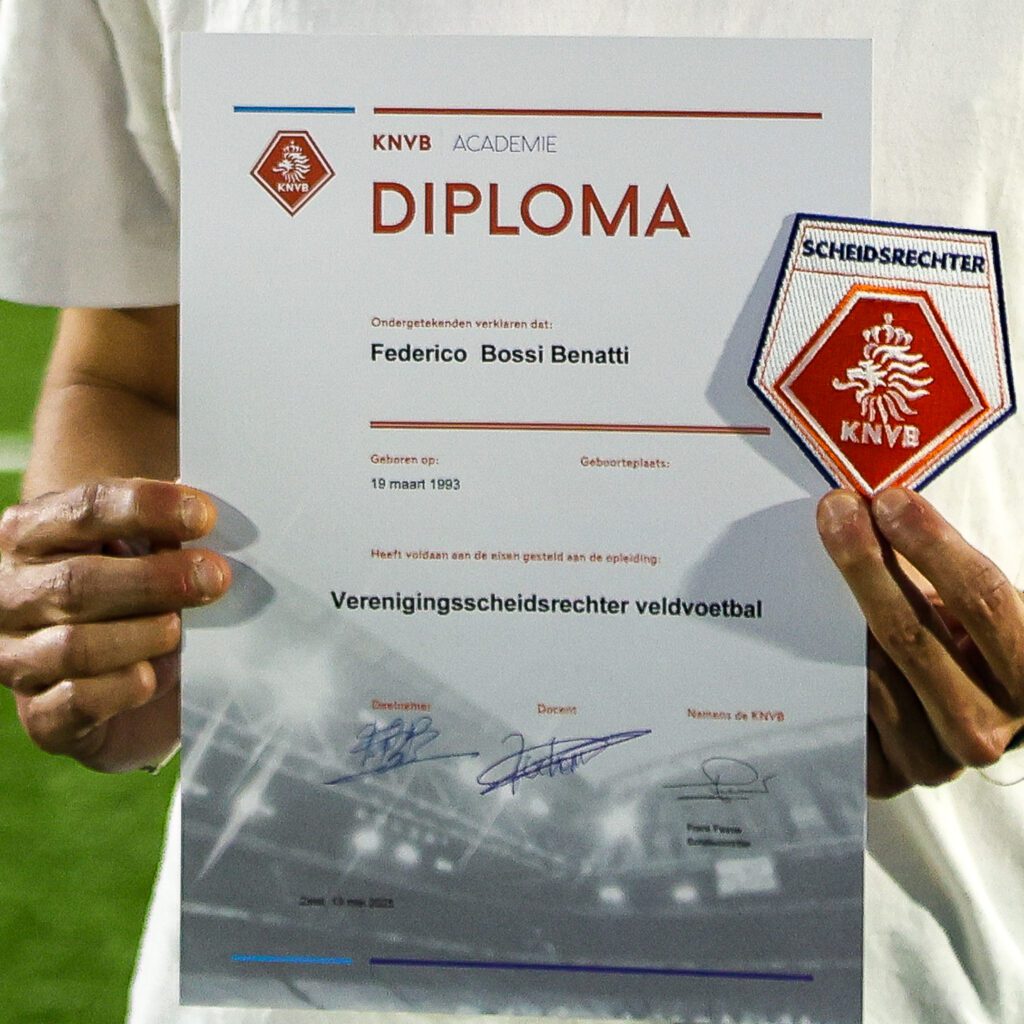 KNVB ACADEMIE
KNVB
DIPLOMA
SCHEIDSRECHTER
KNVB
Ondergetekenden verklaren dat:
Federico Bossi Benatti
Geboren op:
Geboorteplaats:
19 maart 1993
Heeft voldaan aan de eisen gesteld aan de opleiding:
Verenigingsscheidsrechter veldvoetbal
Deelnemer
Docent
Namens de KNVB
Zeist,